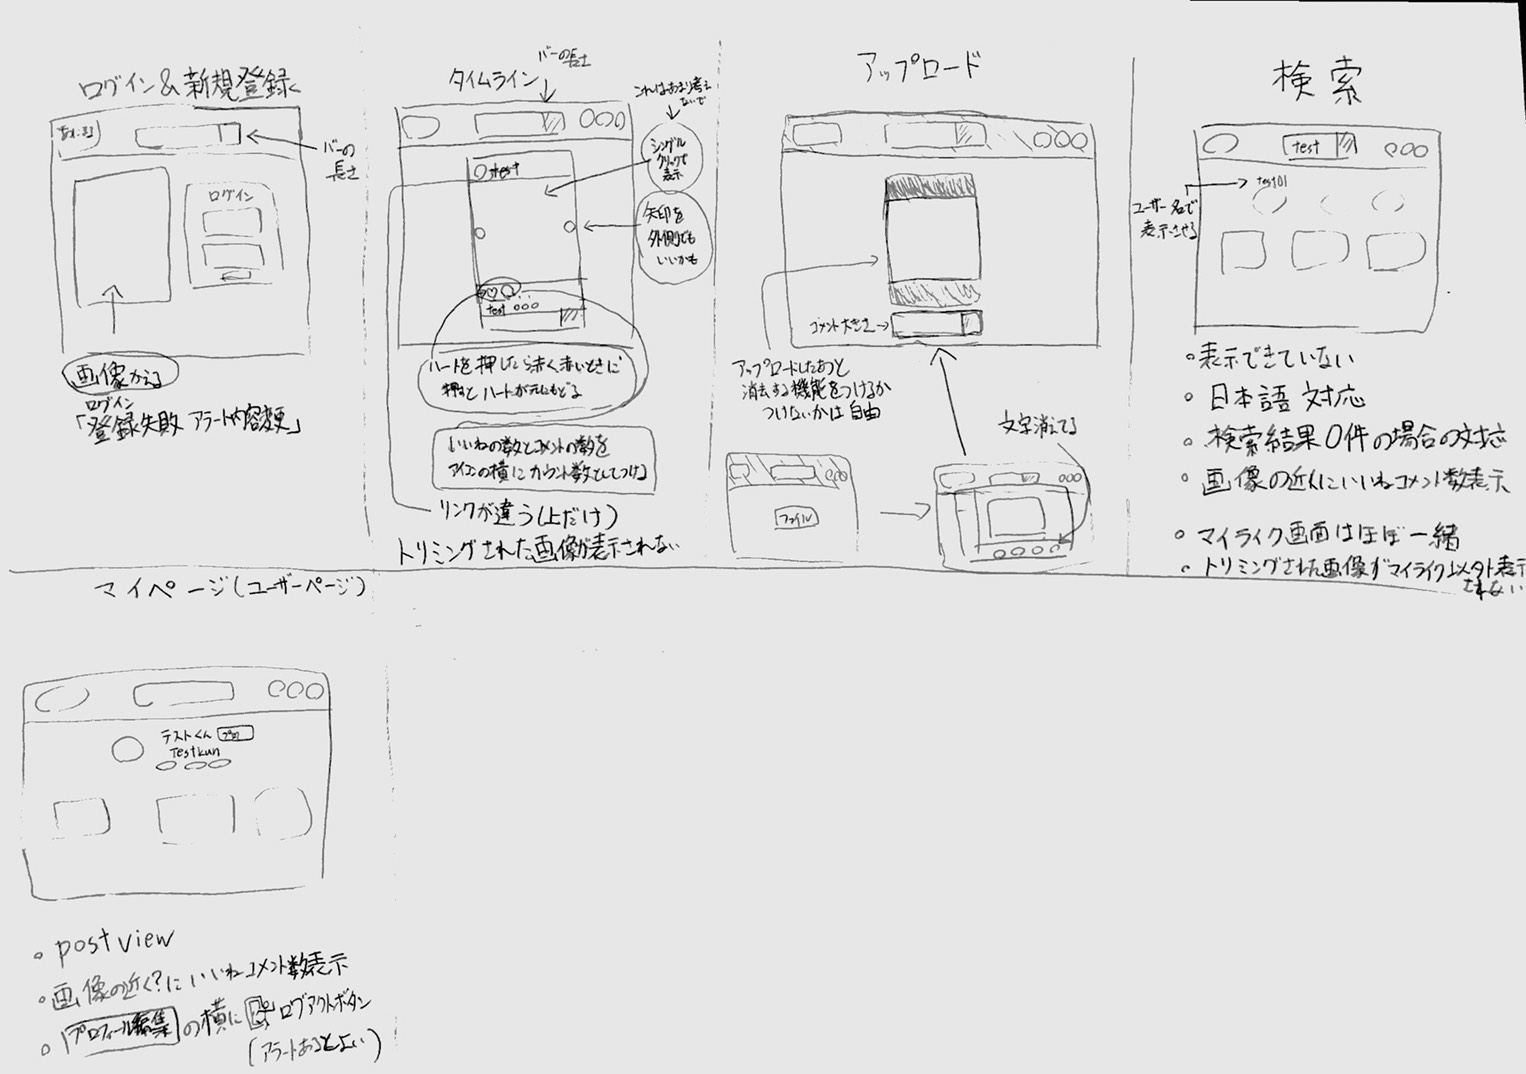 ログイン&新規登録
バーの
長さ
ログイン
画像かえる
ログイン
「登録失敗 アラート内容変更」
タイムライン
バーの長さ
これはあまり考え
ないで
test
シングル
クリックで
表示
矢印を
外側でも
いいかも
test
ハートを押したら赤く赤いときに
押すとハートが元にもどる
いいねの数とコメントの数を
アイコンの横にカウント数としてつける
リンクが違う(上だけ)
トリミングされた画像が表示されない
アップロード
コメント大きさ
アップロードしたあと
消去する機能をつけるか
つけないかは自由
文字消えてる
ファイル
検索
test
test01
ユーザー名で
表示させる
・表示できていない
・日本語対応
・検索結果0件の場合の対応
・画像の近くにいいねコメント数表示
・マイライク画面はほぼ一緒
・トリミングされた画像がマイライク以外表示
されない
マイページ(ユーザーページ)
テストくん
Testkun
・postview
・画像の近く?にいいねコメント数表示
・プロフィール編集の横に ログアウトボタン
(アラートあるとよい)